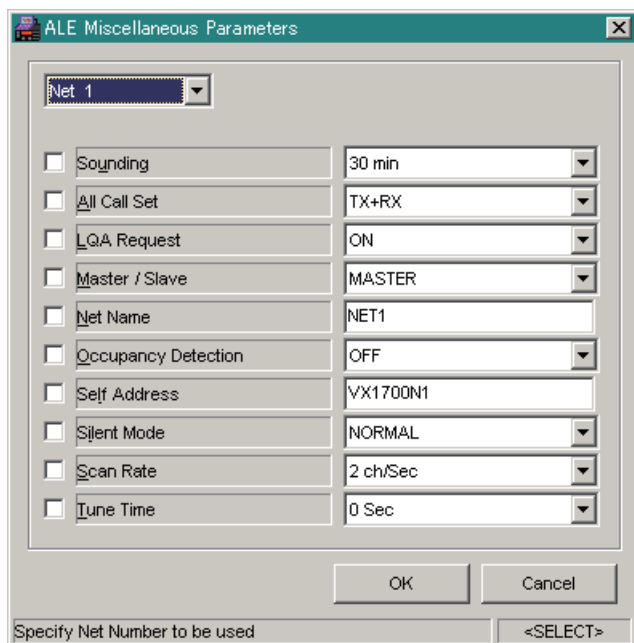 ALE Miscellaneous Parameters
Net 1
Sounding 30 min
All Call Set TX+RX
LQA Request ON
Master / Slave MASTER
Net Name NET1
Occupancy Detection OFF
Self Address VX1700N1
Silent Mode NORMAL
Scan Rate 2 ch/Sec
Tune Time 0 Sec
OK Cancel
Specify Net Number to be used <SELECT>